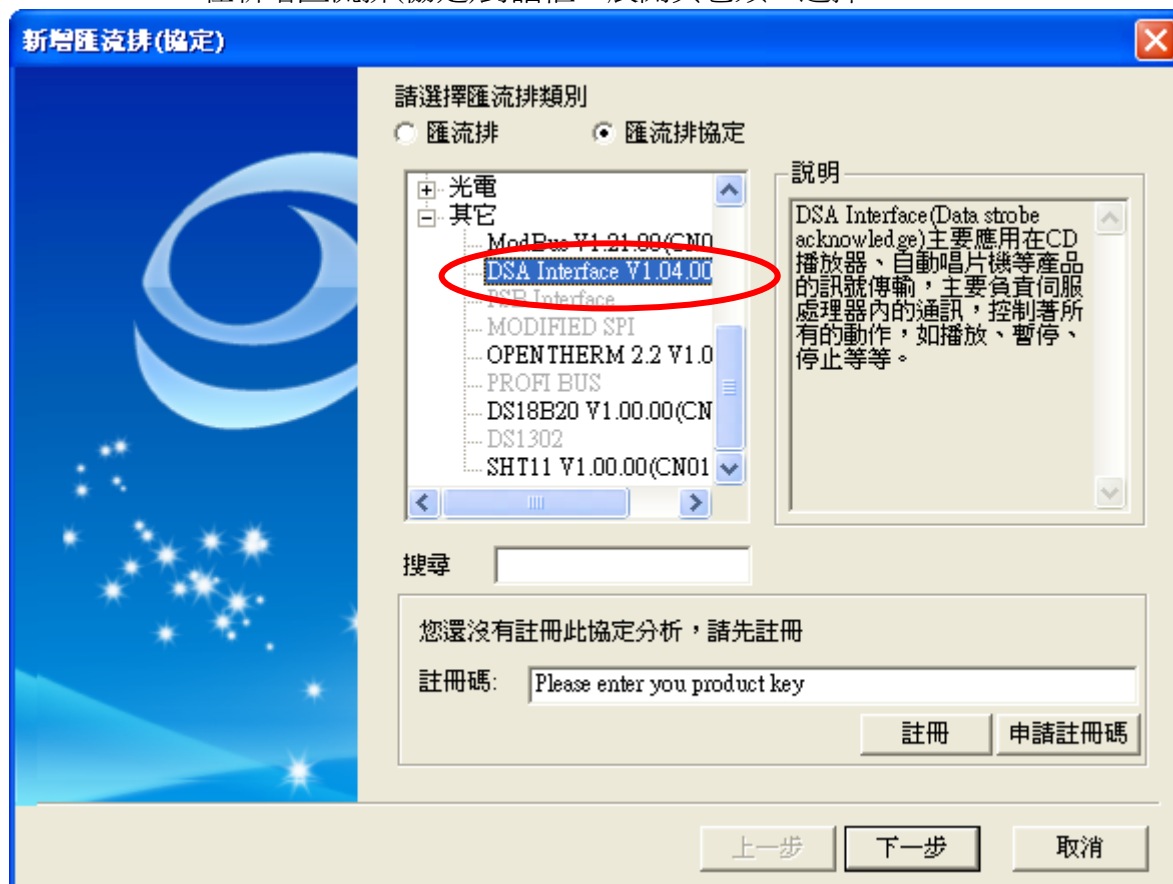 新增匯流排(協定)
請選擇匯流排類別
匯流排
匯流排協定
光電
其它
ModBus V1.21.00(CN0
DSA Interface V1.04.00
PSB Interface
MODIFIED SPI
OPENTHERM 2.2 V1.0
PROFI BUS
DS18B20 V1.00.00(CN
DS1302
SHT11 V1.00.00(CN01
說明
DSA Interface(Data strobe
acknowledge)主要應用在CD
播放器、自動唱片機等產品
的訊號傳輸，主要負責伺服
處理器內的通訊，控制著所
有的動作，如播放、暫停、
停止等等。
搜尋
您還沒有註冊此協定分析，請先註冊
註冊碼:
Please enter you product key
註冊
申請註冊碼
上一步
下一步
取消